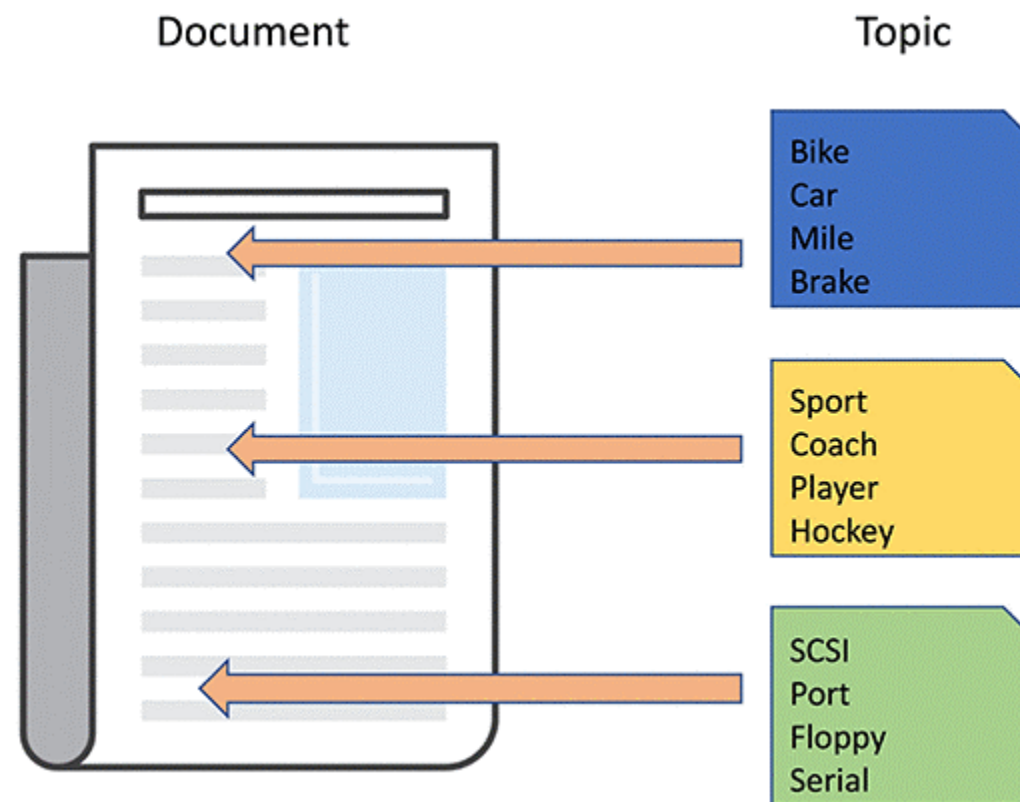 Document
Topic
Bike
Car
Mile
Brake
Sport
Coach
Player
Hockey
SCSI
Port
Floppy
Serial